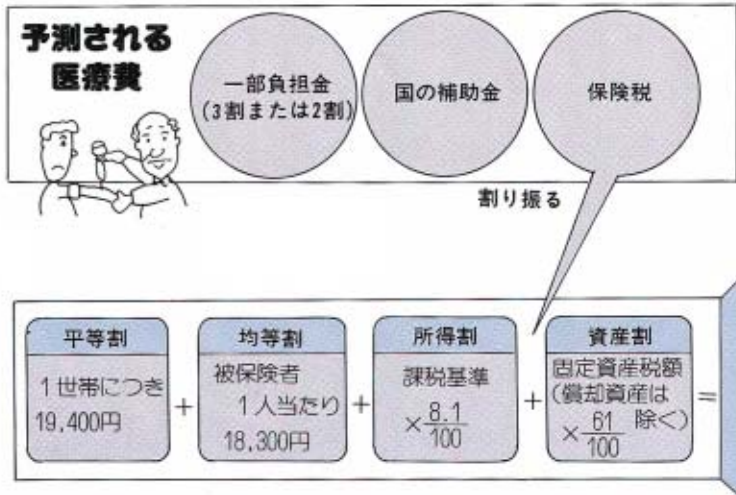 予測される
医療費
一部負担金
(3割または2割)
国の補助金
保険税
割り振る
平等割
1世帯につき
19,400円
+
均等割
被保険者
1人当たり
18,300円
+
所得割
課税基準
×8.1/100
+
資産割
固定資産税額
(償却資産は
除く)
×61/100
=